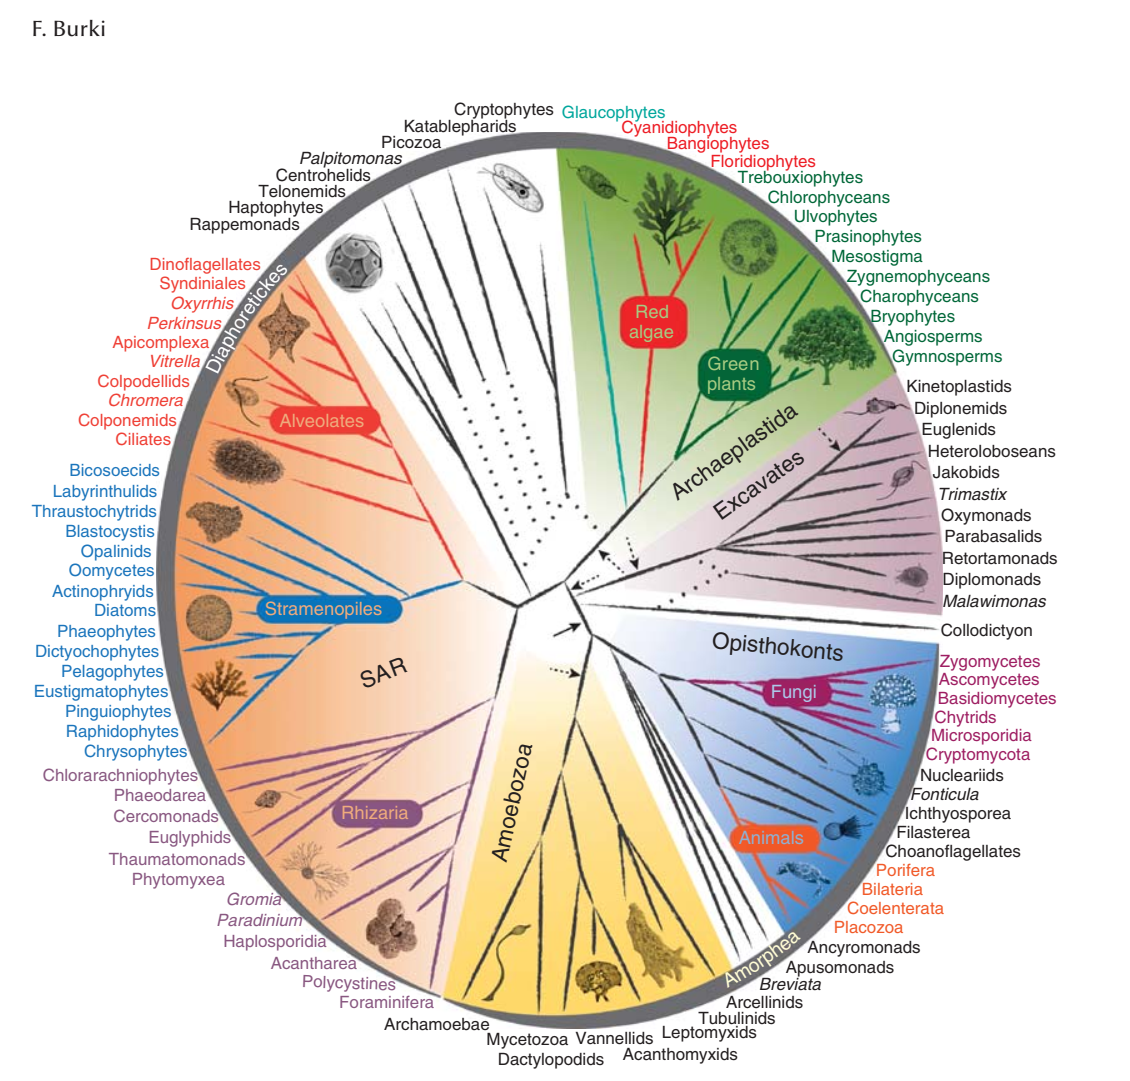 F. Burki
Cryptophytes
Katablepharids
Picozoa
Palpitomonas
Centrohelids
Telonemids
Haptophytes
Rappemonads
Glaucophytes
Cyanidiophytes
Bangiophytes
Floridiophytes
Trebouxiophytes
Chlorophyceans
Ulvophytes
Prasinophytes
Mesostigma
Zygnemophyceans
Charophyceans
Bryophytes
Angiosperms
Gymnosperms
Kinetoplastids
Diplonemids
Euglenids
Heteroloboseans
Jakobids
Trimastix
Oxymonads
Parabasalids
Retortamonads
Diplomonads
Malawimonas
Collodictyon
Zygomycetes
Ascomycetes
Basidiomycetes
Chytrids
Microsporidia
Cryptomycota
Nucleariids
Fonticula
Ichthyosporea
Filasterea
Choanoflagellates
Porifera
Bilateria
Coelenterata
Placozoa
Ancyromonads
Apusomonads
Breviata
Arcellinids
Tubulinids
Leptomyxids
Acanthomyxids
Vannellids
Dactylopodids
Mycetozoa
Archamoebae
Dinoflagellates
Syndiniales
Oxyrrhis
Perkinsus
Apicomplexa
Vitrella
Colpodellids
Chromera
Colponemids
Ciliates
Bicosoecids
Labyrinthulids
Thraustochytrids
Blastocystis
Opalinids
Oomycetes
Actinophryids
Diatoms
Phaeophytes
Dictyochophytes
Pelagophytes
Eustigmatophytes
Pinguiophytes
Raphidophytes
Chrysophytes
Chlorarachniophytes
Phaeodarea
Cercomonads
Euglyphids
Thaumatomonads
Phytomyxea
Gromia
Paradinium
Haplosporidia
Acantharea
Polycystines
Foraminifera
Diaphoretickes
Amorphea
Red
algae
Green
plants
Archaeplastida
Excavates
Opisthokonts
Fungi
Animals
Amoebozoa
SAR
Alveolates
Stramenopiles
Rhizaria